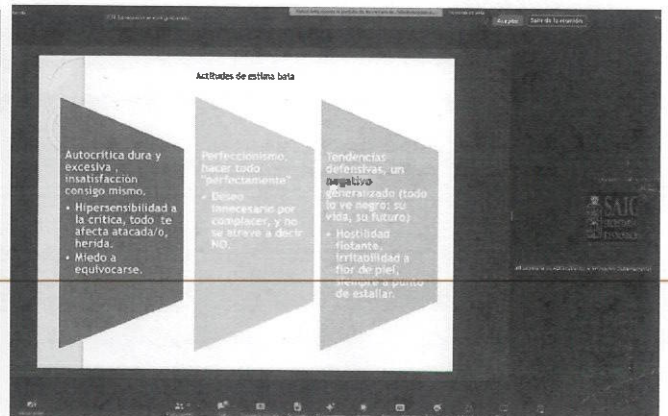 Aceptar
Salir de la reunión
Actitudes de estima baja
Autocrítica dura y
excesiva ,
insatisfacción
consigo mismo.
• Hipersensibilidad a
la crítica, todo te
afecta atacada/o,
herida.
• Miedo a
equivocarse.
Perfeccionismo,
hacer todo
"perfectamente"
• Deseo
innecesario por
complacer, y no
se atreve a decir
NO.
Tendencias
defensivas, un
negativo
generalizado (todo
lo ve negro: su
vida, su futuro)
• Hostilidad
flotante,
irritabilidad a
flor de piel,
siempre a punto
de estallar.
SAIG